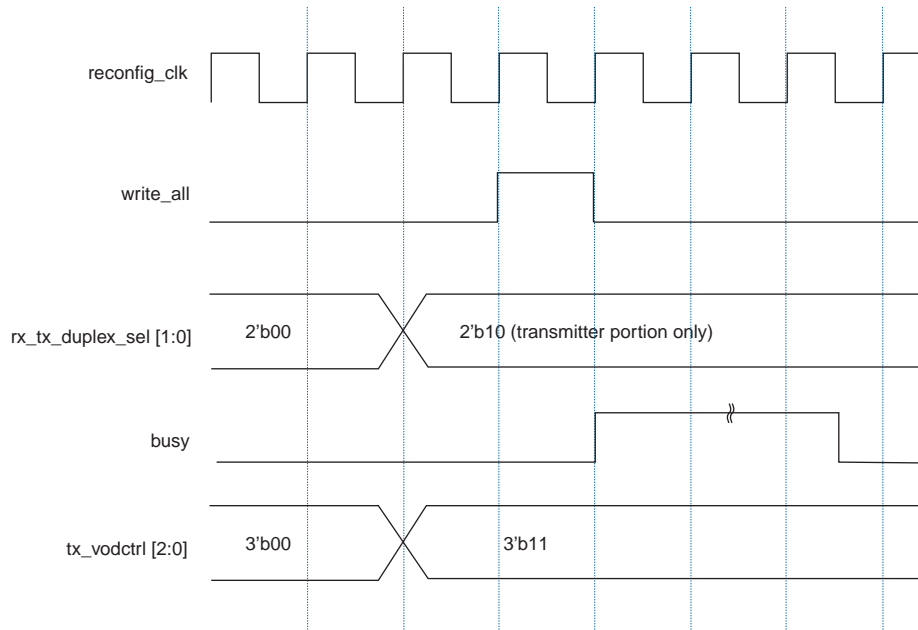 reconfig_clk
write_all
rx_tx_duplex_sel [1:0]
2'b00
2'b10 (transmitter portion only)
busy
tx_vodctrl [2:0]
3'b00
3'b11